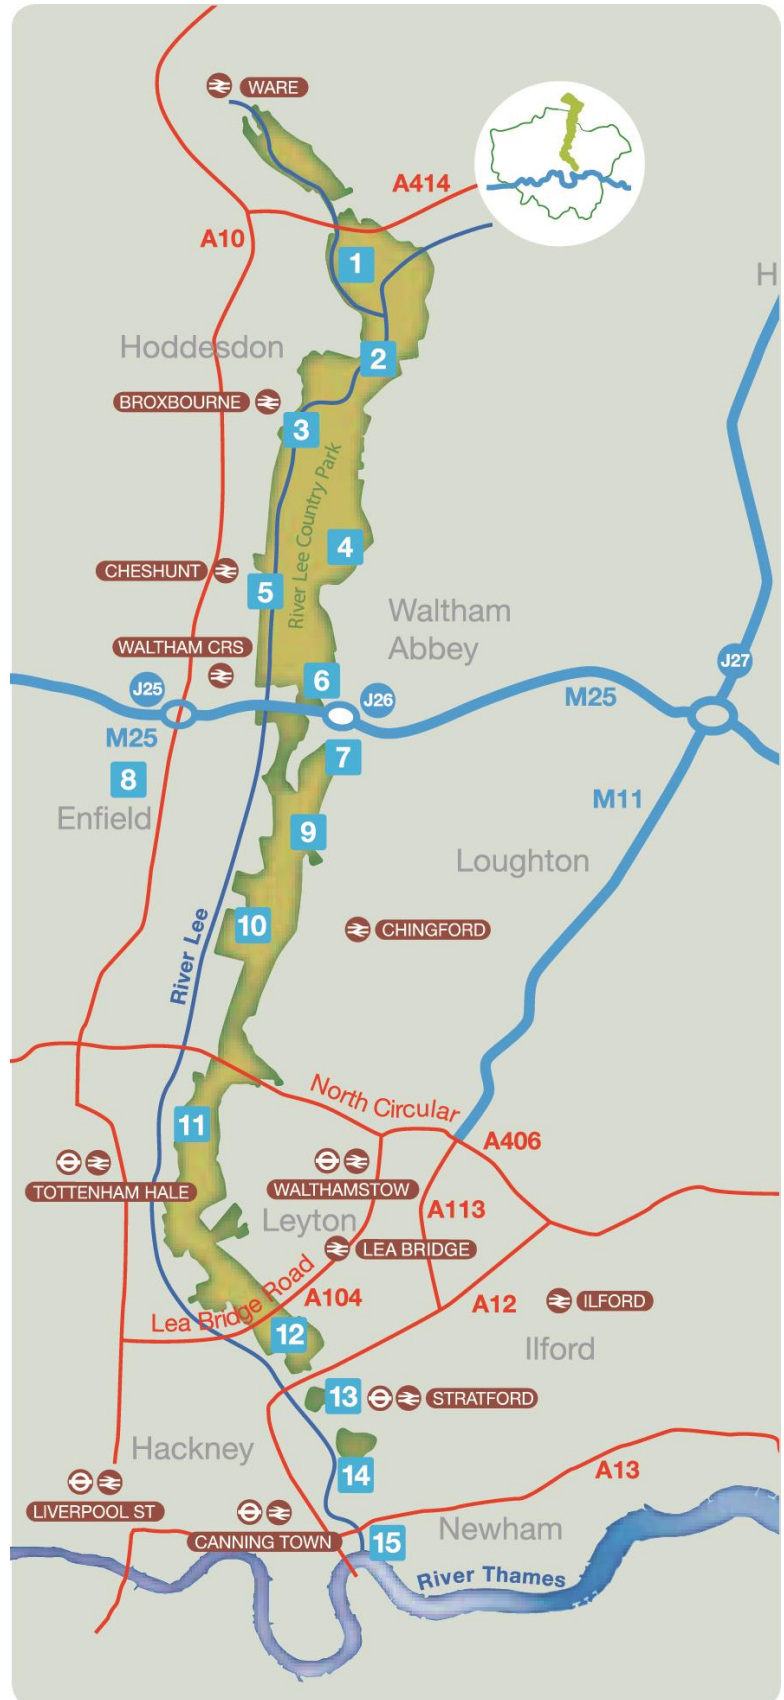 WARE
A414
A10
1
H
Hoddesdon
2
BROXBOURNE
3
River Lee Country Park
4
CHESHUNT
5
Waltham
Abbey
WALTHAM CRS
6
J27
J25
J26
M25
M25
7
8
M11
Enfield
9
Loughton
10
CHINGFORD
River Lee
North Circular
11
A406
TOTTENHAM HALE
WALTHAMSTOW
A113
Leyton
LEA BRIDGE
Lea Bridge Road
A104
A12
ILFORD
12
Ilford
13
STRATFORD
Hackney
14
A13
LIVERPOOL ST
CANNING TOWN
15
Newham
River Thames